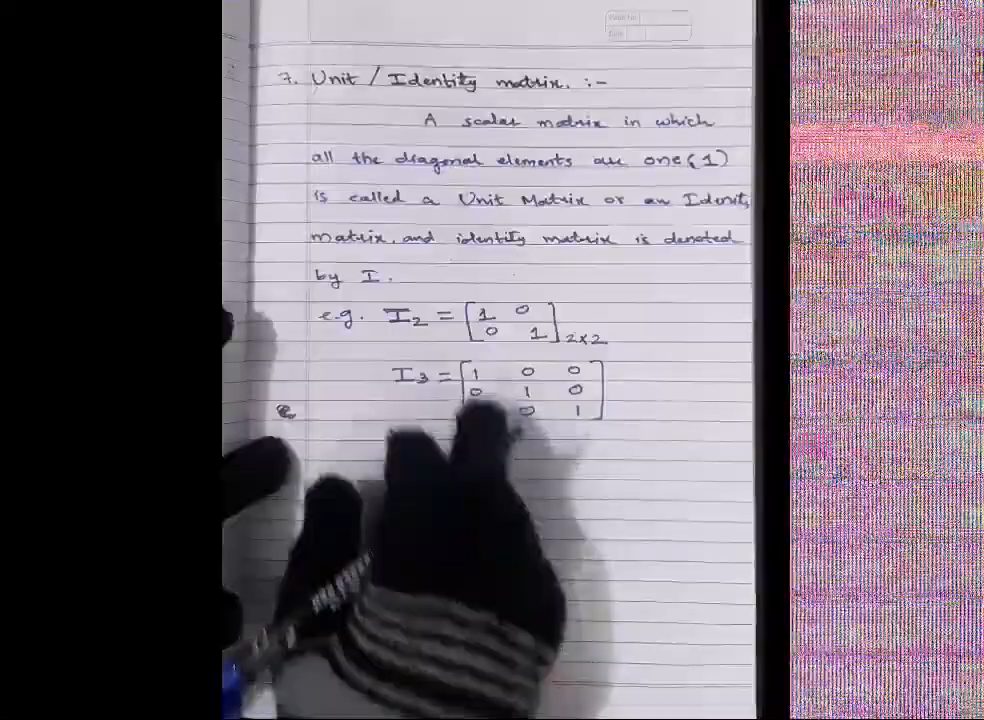 7. Unit / Identity matrix. :-
A scalar matrix in which
all the diagonal elements are one (1)
is called a Unit Matrix or an Idenity
matrix. and identity matrix is denoted
by I.
e.g. I₂ = [1 0
0 1]₂ₓ₂
I₃ = [1 0 0
0 1 0
0 1]